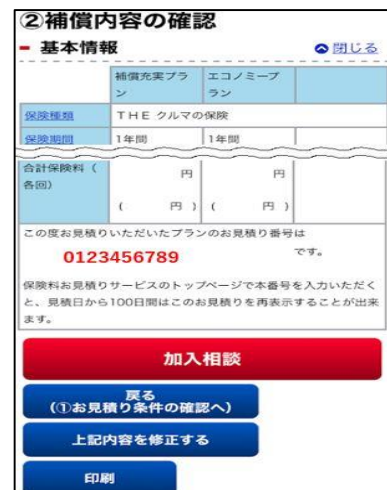 ②補償内容の確認
基本情報 閉じる
補償充実プラ エコノミープ
ン ラン
保険種類 THE クルマの保険
保険期間 1年間 1年間
合計保険料( 円 円
各回)
( 円 ) ( 円 )
この度お見積りいただいたプランのお見積り番号は
0123456789 です。
保険料お見積りサービスのトップページで本番号を入力いただく
と、見積日から100日間はこのお見積りを再表示することが出来
ます。
加入相談
戻る
(①お見積り条件の確認へ)
上記内容を修正する
印刷